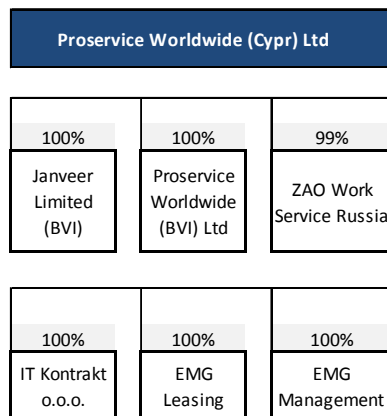 Proservice Worldwide (Cypr) Ltd
100% 100% 99%
Janveer
Limited
(BVI)
Proservice
Worldwide
(BVI) Ltd
ZAO Work
Service Russia
100% 100% 100%
IT Kontrakt
o.o.o.
EMG
Leasing
EMG
Management